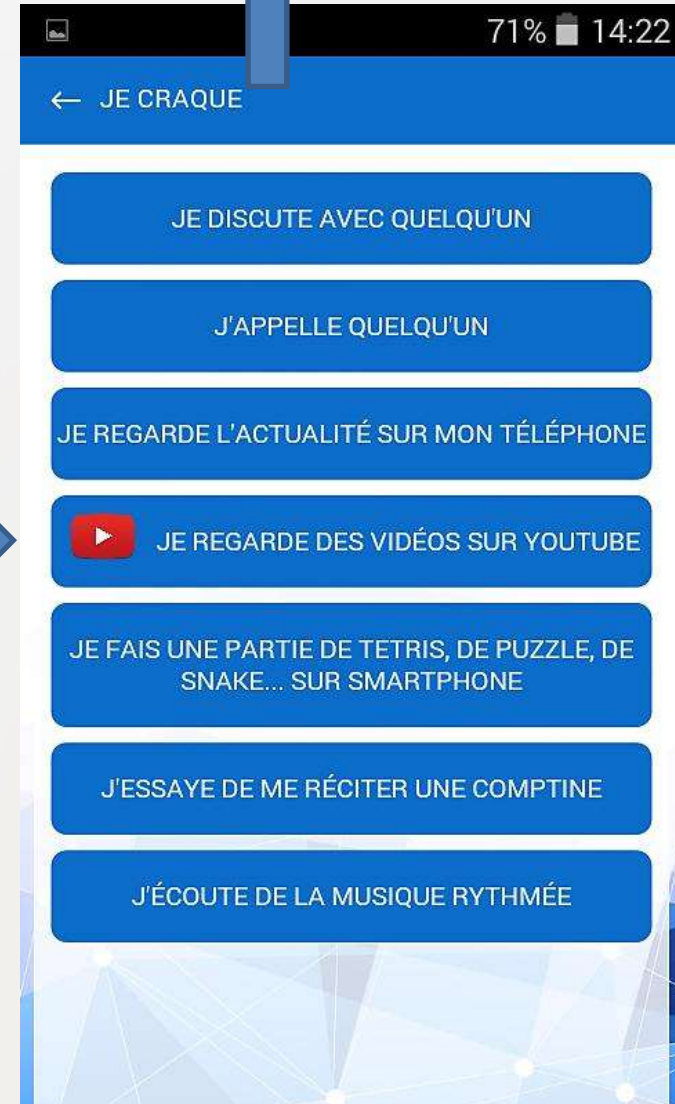 71% 14:22
← JE CRAQUE
JE DISCUTE AVEC QUELQU'UN
J'APPELLE QUELQU'UN
JE REGARDE L'ACTUALITÉ SUR MON TÉLÉPHONE
JE REGARDE DES VIDÉOS SUR YOUTUBE
JE FAIS UNE PARTIE DE TETRIS, DE PUZZLE, DE
SNAKE... SUR SMARTPHONE
J'ESSAYE DE ME RÉCITER UNE COMPTINE
J'ÉCOUTE DE LA MUSIQUE RYTHMÉE